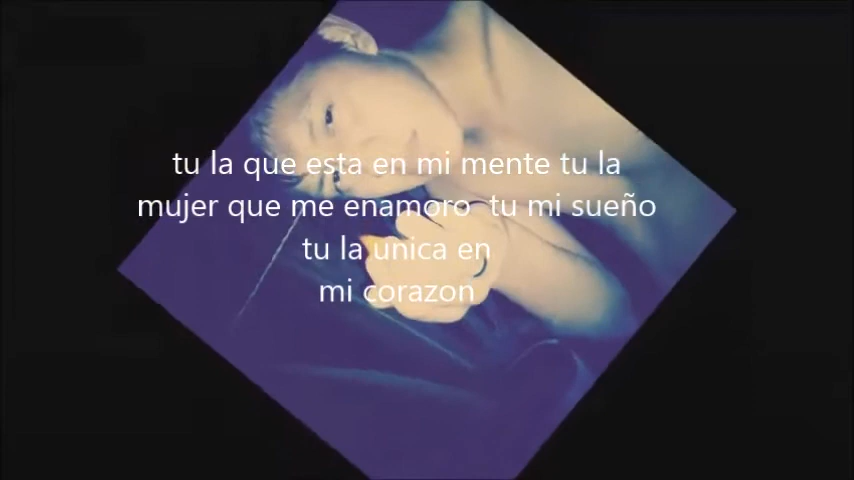 tu la que esta en mi mente tu la
mujer que me enamoro  tu mi sueño
tu la unica en
mi corazon